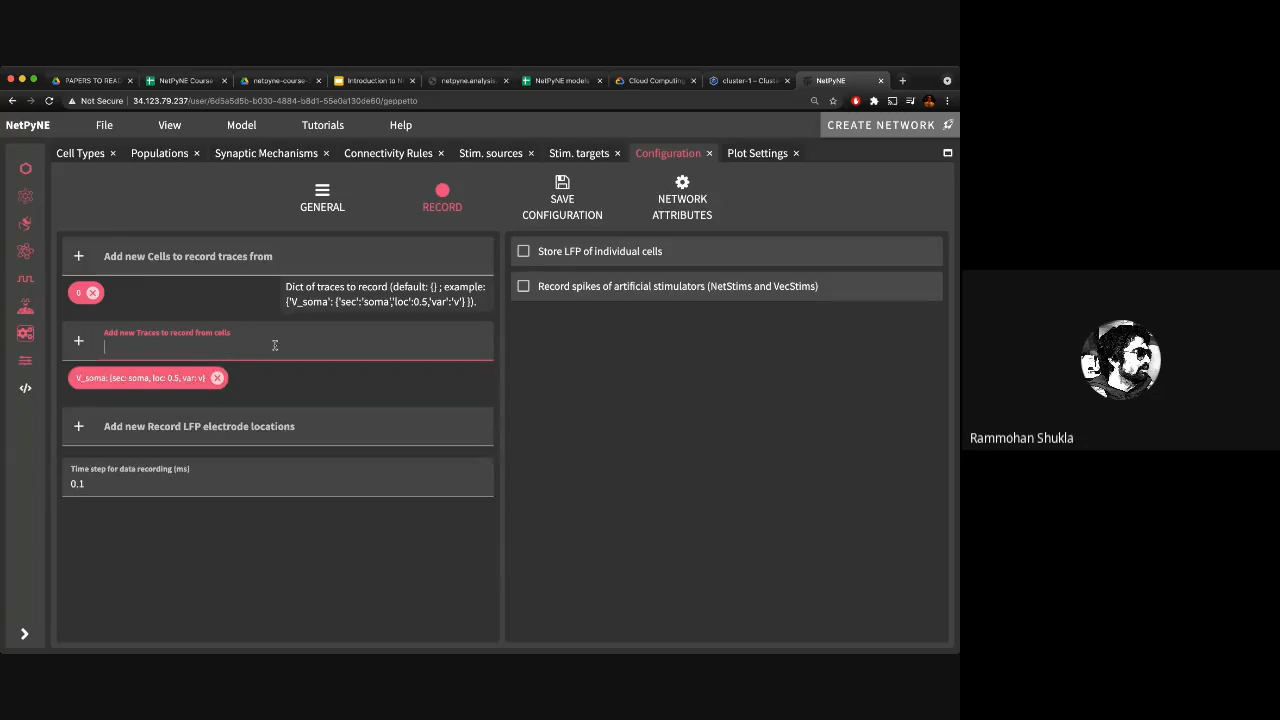 PAPERS TO READ
NetPyNE Course
netpyne-course-
Introduction to N
netpyne.analysis.
NetPyNE models
Cloud Computing
cluster-1 – Cluste
NetPyNE
Not Secure
34.123.79.237/user/6d5a5d5b-b030-4884-b8d1-55e0a130de60/geppetto
NetPyNE
File
View
Model
Tutorials
Help
CREATE NETWORK
Cell Types
Populations
Synaptic Mechanisms
Connectivity Rules
Stim. sources
Stim. targets
Configuration
Plot Settings
GENERAL
RECORD
SAVE
CONFIGURATION
NETWORK
ATTRIBUTES
Add new Cells to record traces from
0
Dict of traces to record (default: {} ; example:
{'V_soma': {'sec':'soma','loc':0.5,'var':'v'} }).
Add new Traces to record from cells
V_soma: {sec: soma, loc: 0.5, var: v}
Add new Record LFP electrode locations
Time step for data recording (ms)
0.1
Store LFP of individual cells
Record spikes of artificial stimulators (NetStims and VecStims)
Rammohan Shukla